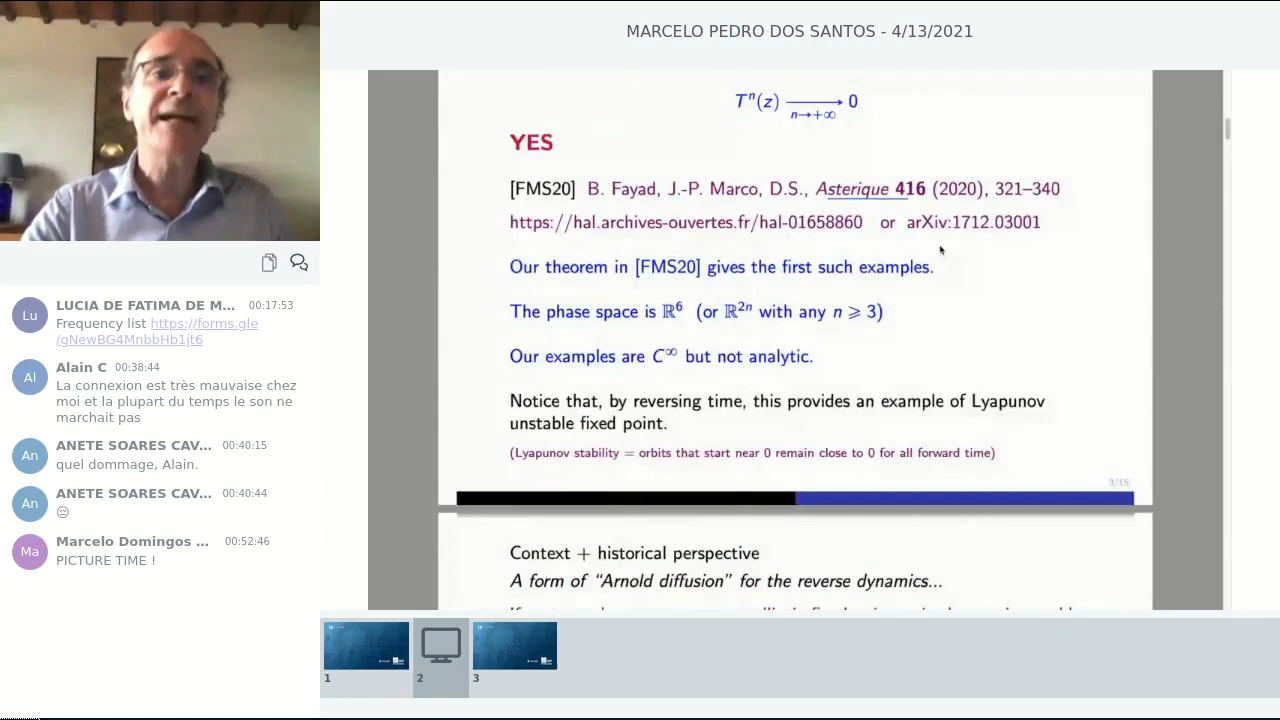 MARCELO PEDRO DOS SANTOS - 4/13/2021
LUCIA DE FATIMA DE M... 00:17:53
Lu
Frequency list https://forms.gle
/gNewBG4MnbbHb1jt6
Alain C 00:38:44
Al
La connexion est très mauvaise chez
moi et la plupart du temps le son ne
marchait pas
ANETE SOARES CAV... 00:40:15
An
quel dommage, Alain.
ANETE SOARES CAV... 00:40:44
An
😔
Marcelo Domingos ... 00:52:46
Ma
PICTURE TIME !
Tⁿ(z) ⟶ 0
n→+∞
YES
[FMS20] B. Fayad, J.-P. Marco, D.S., Asterique 416 (2020), 321–340
https://hal.archives-ouvertes.fr/hal-01658860 or arXiv:1712.03001
Our theorem in [FMS20] gives the first such examples.
The phase space is ℝ⁶ (or ℝ²ⁿ with any n ⩾ 3)
Our examples are C^∞ but not analytic.
Notice that, by reversing time, this provides an example of Lyapunov
unstable fixed point.
(Lyapunov stability = orbits that start near 0 remain close to 0 for all forward time)
3/15
Context + historical perspective
A form of “Arnold diffusion” for the reverse dynamics...
1
2
3